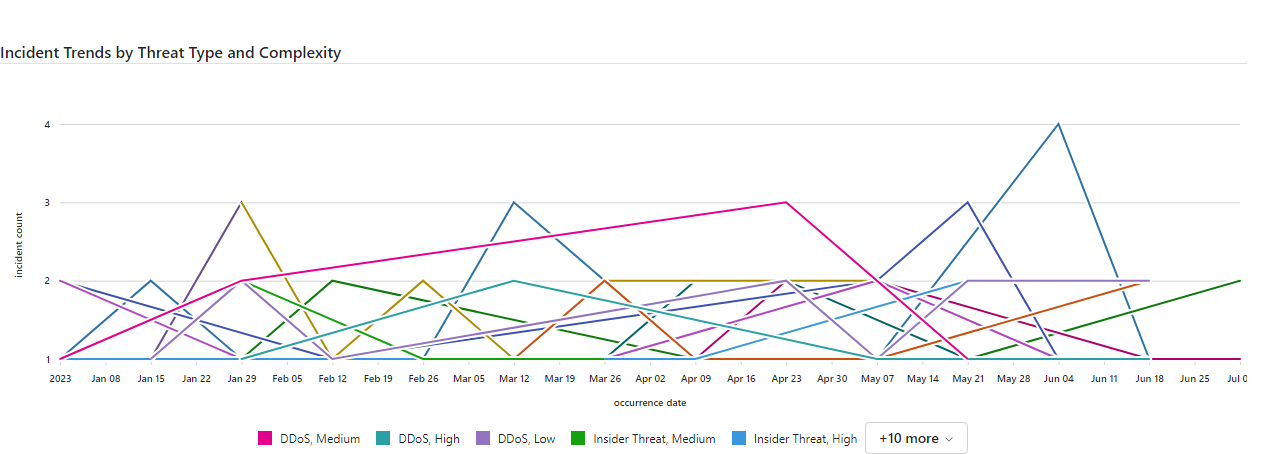 Incident Trends by Threat Type and Complexity
4
3
incident count
2
1
2023 Jan 08 Jan 15 Jan 22 Jan 29 Feb 05 Feb 12 Feb 19 Feb 26 Mar 05 Mar 12 Mar 19 Mar 26 Apr 02 Apr 09 Apr 16 Apr 23 Apr 30 May 07 May 14 May 21 May 28 Jun 04 Jun 11 Jun 18 Jun 25 Jul 0
occurrence date
DDoS, Medium DDoS, High DDoS, Low Insider Threat, Medium Insider Threat, High +10 more